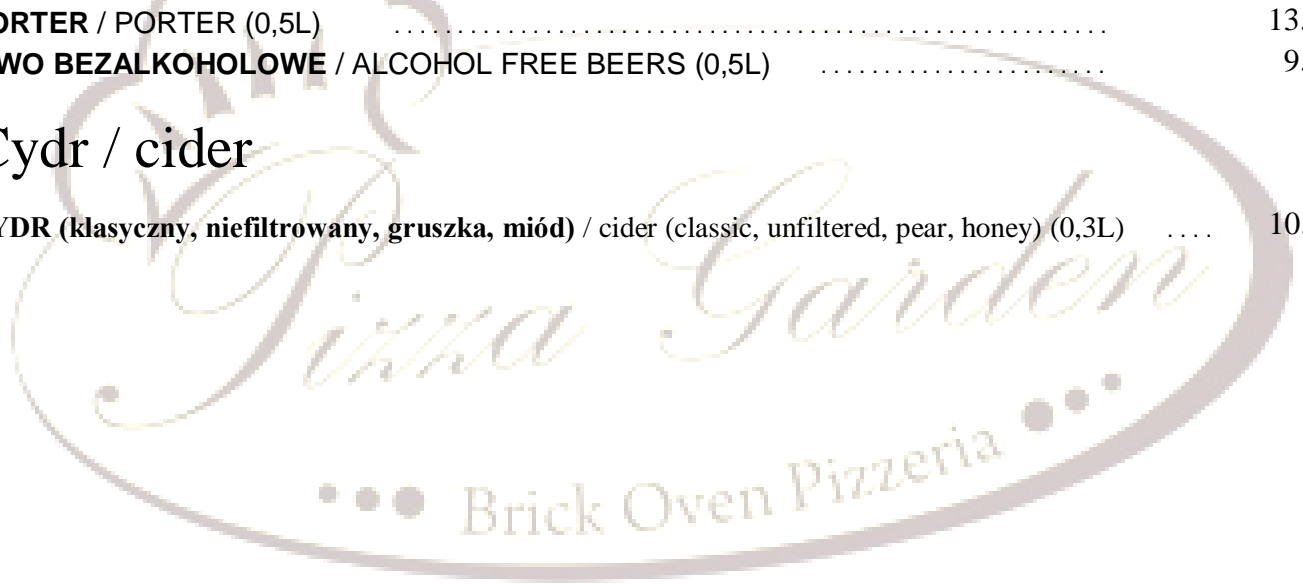 ORTER / PORTER (0,5L) ............................................................. 13.
WO BEZALKOHOLOWE / ALCOHOL FREE BEERS (0,5L) ........................ 9.
Cydr / cider
YDR (klasyczny, niefiltrowany, gruszka, miód) / cider (classic, unfiltered, pear, honey) (0,3L) .... 10.
Pizza Garden
Brick Oven Pizzeria